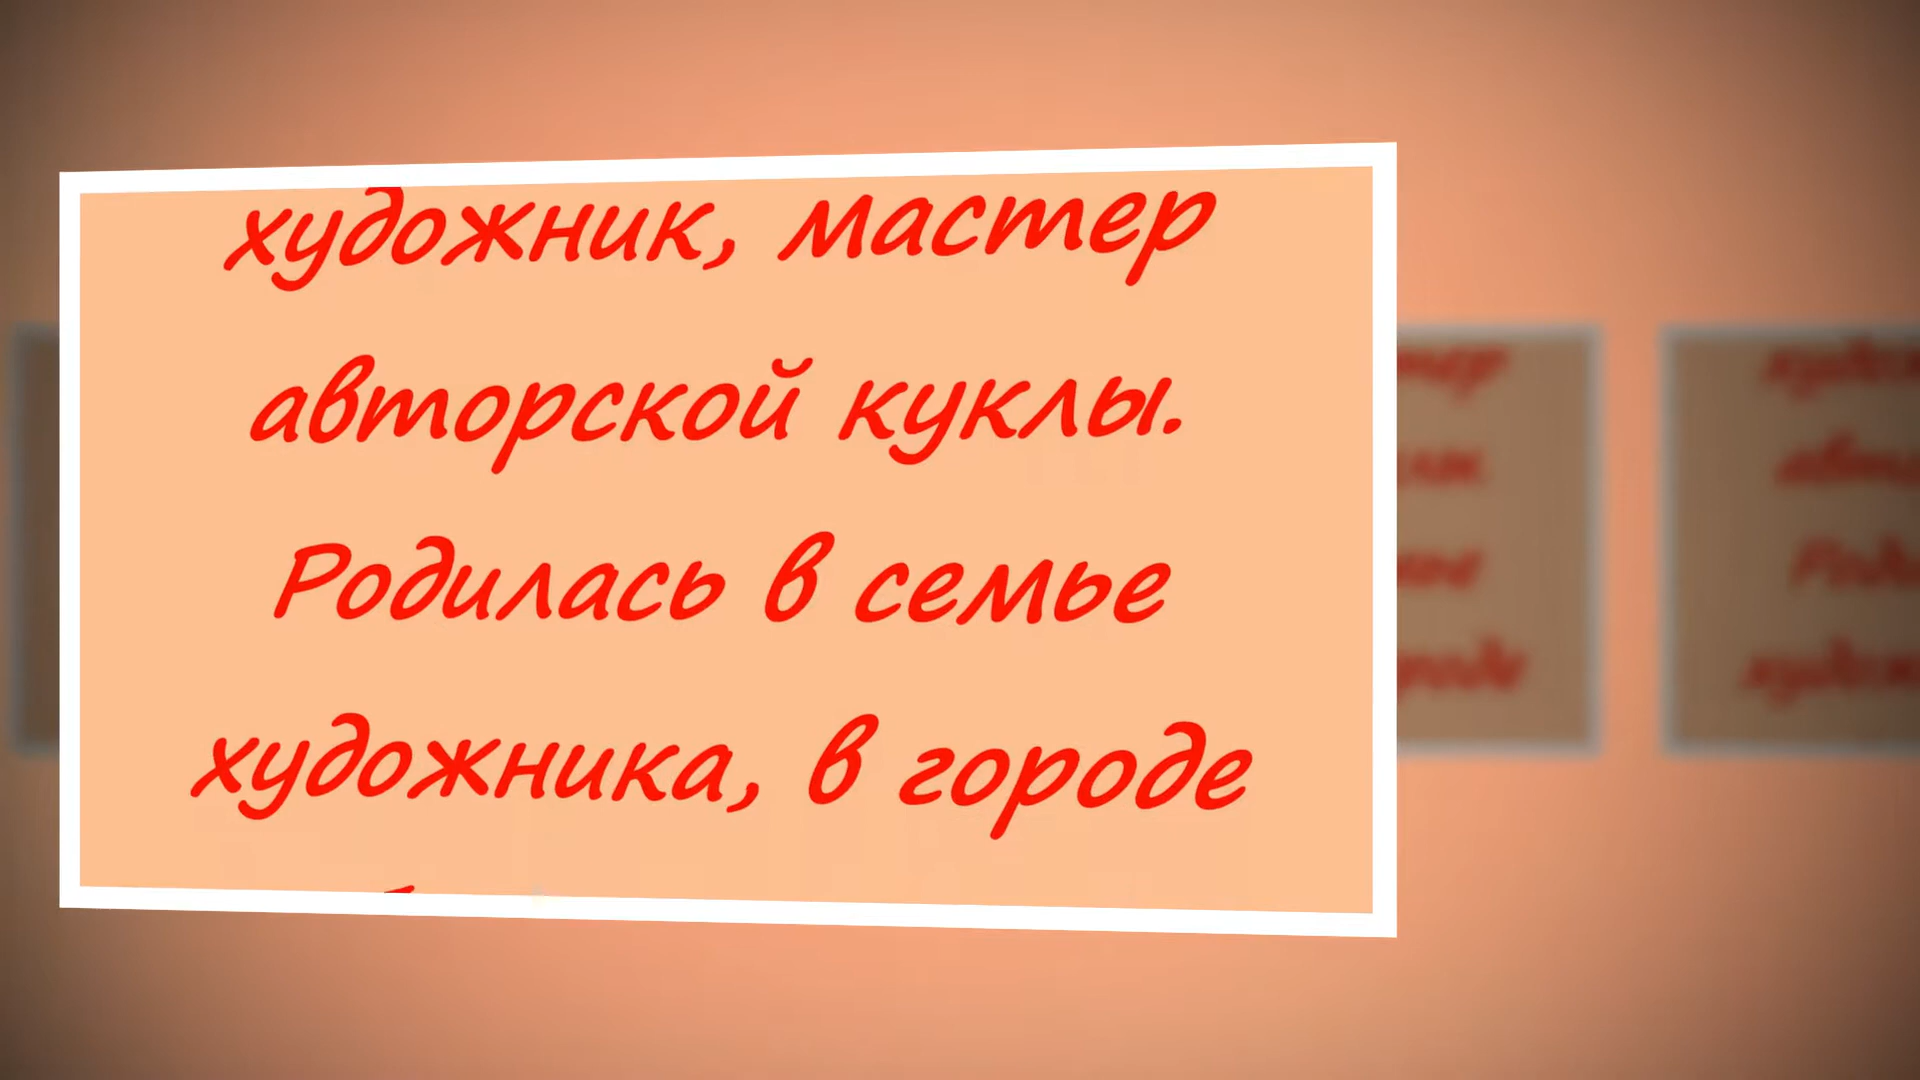 художник, мастер
авторской куклы.
Родилась в семье
художника, в городе